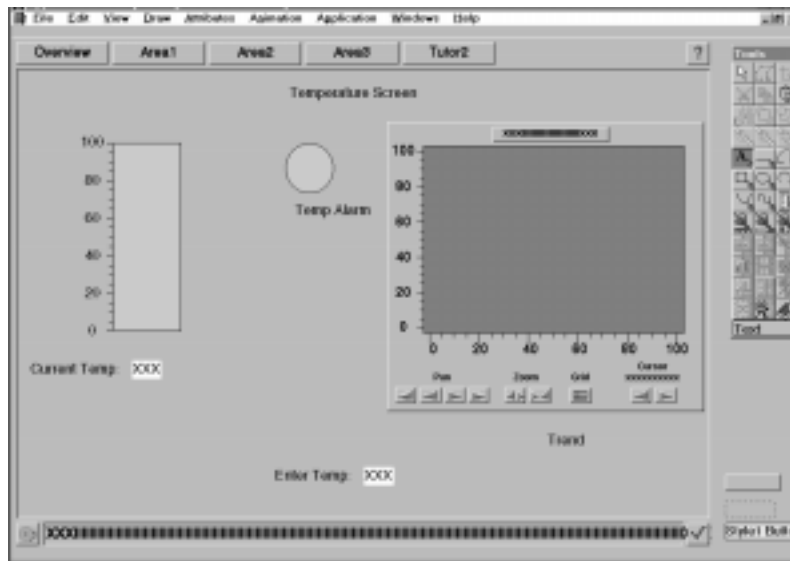 File Edit View Draw Attributes Animation Application Windows Help
Overview Area1 Area2 Area3 Tutor2 ?
Tools
Temperature Screen
100
80
60
40
20
0
Temp Alarm
100
80
60
40
20
0
0 20 40 60 80 100
Pan Zoom Grid Cursor
Current Temp: XXX
Trend
Enter Temp: XXX
Text
Style1